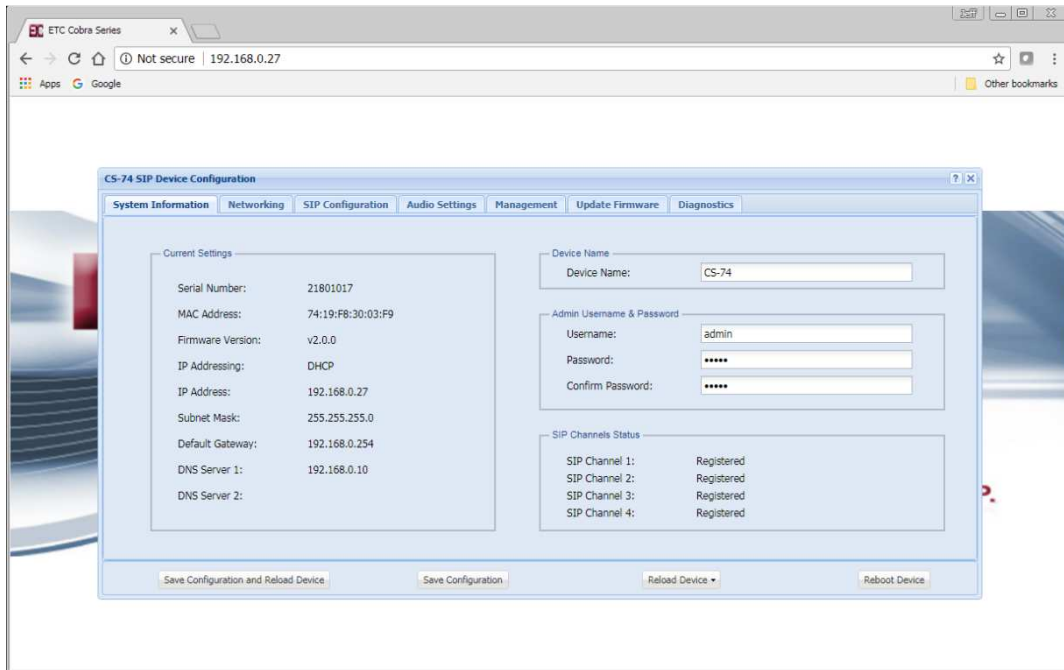 ETC Cobra Series
Not secure | 192.168.0.27
Apps Google Other bookmarks
CS-74 SIP Device Configuration
System Information Networking SIP Configuration Audio Settings Management Update Firmware Diagnostics
Current Settings
Serial Number: 21801017
MAC Address: 74:19:F8:30:03:F9
Firmware Version: v2.0.0
IP Addressing: DHCP
IP Address: 192.168.0.27
Subnet Mask: 255.255.255.0
Default Gateway: 192.168.0.254
DNS Server 1: 192.168.0.10
DNS Server 2:
Device Name
Device Name: CS-74
Admin Username & Password
Username: admin
Password: •••••
Confirm Password: •••••
SIP Channels Status
SIP Channel 1: Registered
SIP Channel 2: Registered
SIP Channel 3: Registered
SIP Channel 4: Registered
P.
Save Configuration and Reload Device Save Configuration Reload Device Reboot Device